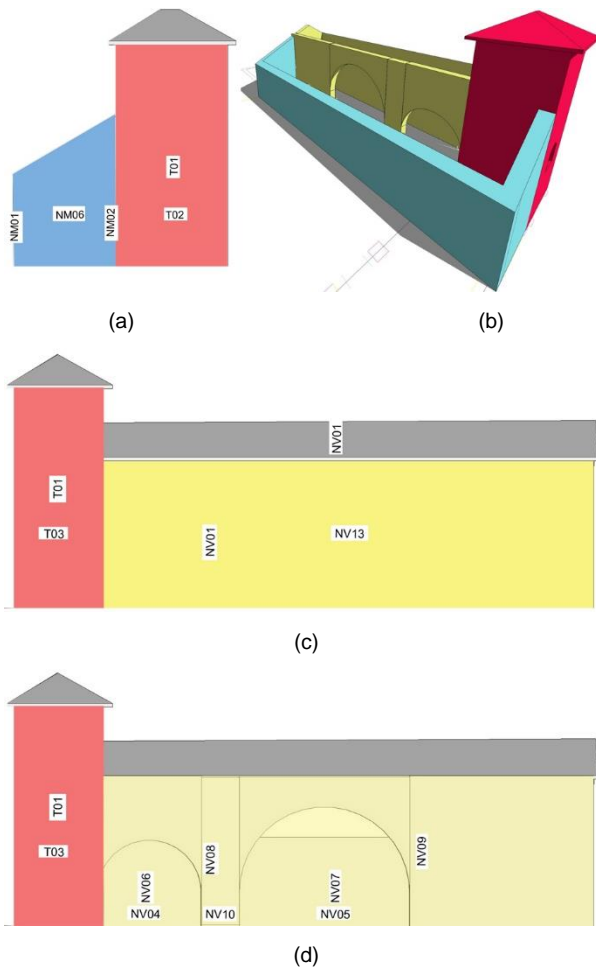 T01
NM01
NM06
NM02
T02
(a)
(b)
NV01
T01
T03
NV01
NV13
(c)
T01
T03
NV06
NV04
NV08
NV10
NV07
NV05
NV09
(d)